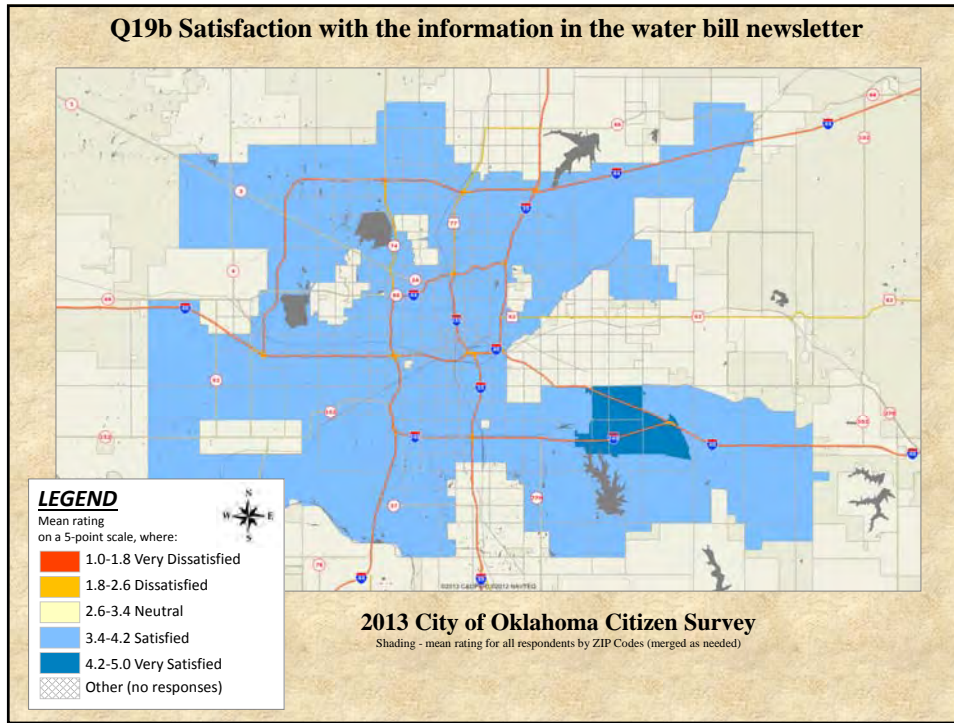 Q19b Satisfaction with the information in the water bill newsletter
LEGEND
Mean rating
on a 5-point scale, where:
N
W E
S
1.0-1.8 Very Dissatisfied
1.8-2.6 Dissatisfied
2.6-3.4 Neutral
3.4-4.2 Satisfied
4.2-5.0 Very Satisfied
Other (no responses)
2013 City of Oklahoma Citizen Survey
Shading - mean rating for all respondents by ZIP Codes (merged as needed)